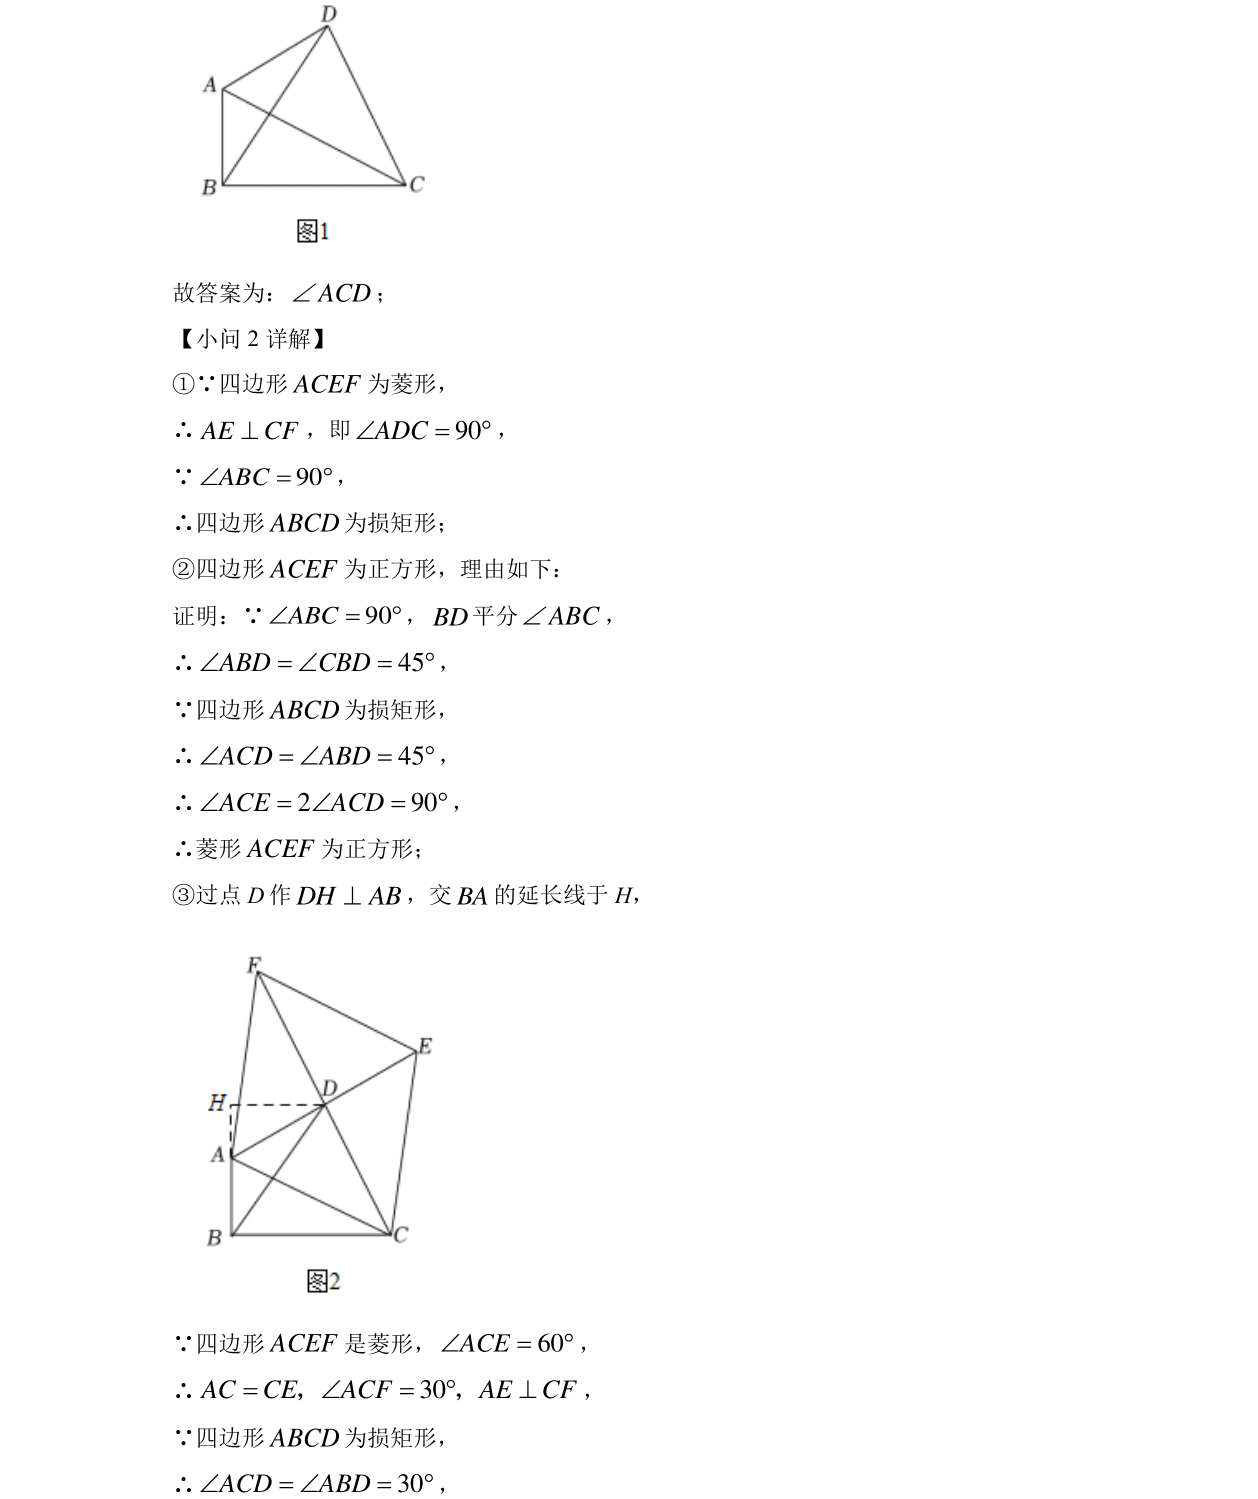 D
A
B
C
图1
故答案为：∠ACD；
【小问 2 详解】
①∵四边形 ACEF 为菱形，
∴ AE ⊥ CF ，即 ∠ADC = 90° ，
∵ ∠ABC = 90° ，
∴四边形 ABCD 为损矩形；
②四边形 ACEF 为正方形，理由如下：
证明：∵ ∠ABC = 90° ， BD 平分 ∠ABC ，
∴ ∠ABD = ∠CBD = 45° ，
∵四边形 ABCD 为损矩形，
∴ ∠ACD = ∠ABD = 45° ，
∴ ∠ACE = 2∠ACD = 90° ，
∴菱形 ACEF 为正方形；
③过点 D 作 DH ⊥ AB ，交 BA 的延长线于 H，
F
E
D
H
A
B
C
图2
∵四边形 ACEF 是菱形， ∠ACE = 60° ，
∴ AC = CE，∠ACF = 30°，AE ⊥ CF ，
∵四边形 ABCD 为损矩形，
∴ ∠ACD = ∠ABD = 30° ，